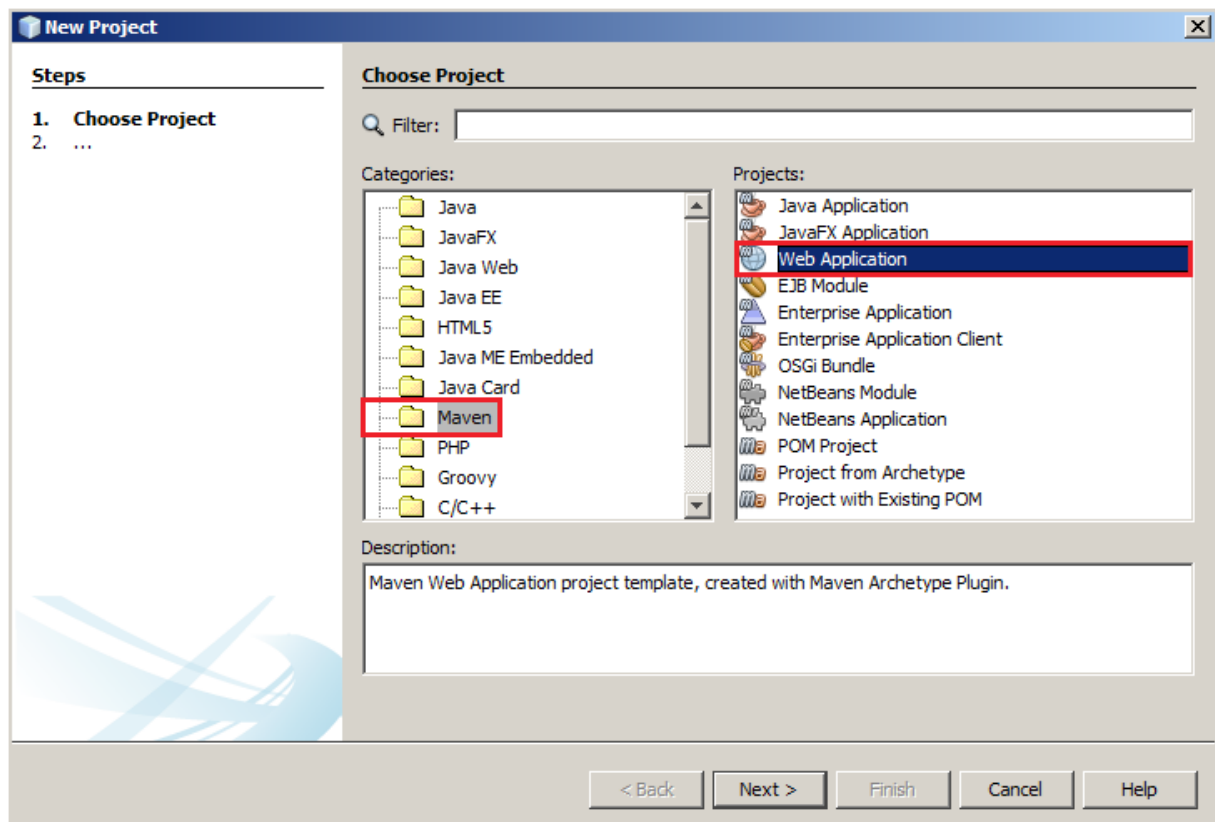 New Project
Steps
1. Choose Project
2. ...
Choose Project
Filter:
Categories:
Java
JavaFX
Java Web
Java EE
HTML5
Java ME Embedded
Java Card
Maven
PHP
Groovy
C/C++
Projects:
Java Application
JavaFX Application
Web Application
EJB Module
Enterprise Application
Enterprise Application Client
OSGi Bundle
NetBeans Module
NetBeans Application
POM Project
Project from Archetype
Project with Existing POM
Description:
Maven Web Application project template, created with Maven Archetype Plugin.
< Back Next > Finish Cancel Help